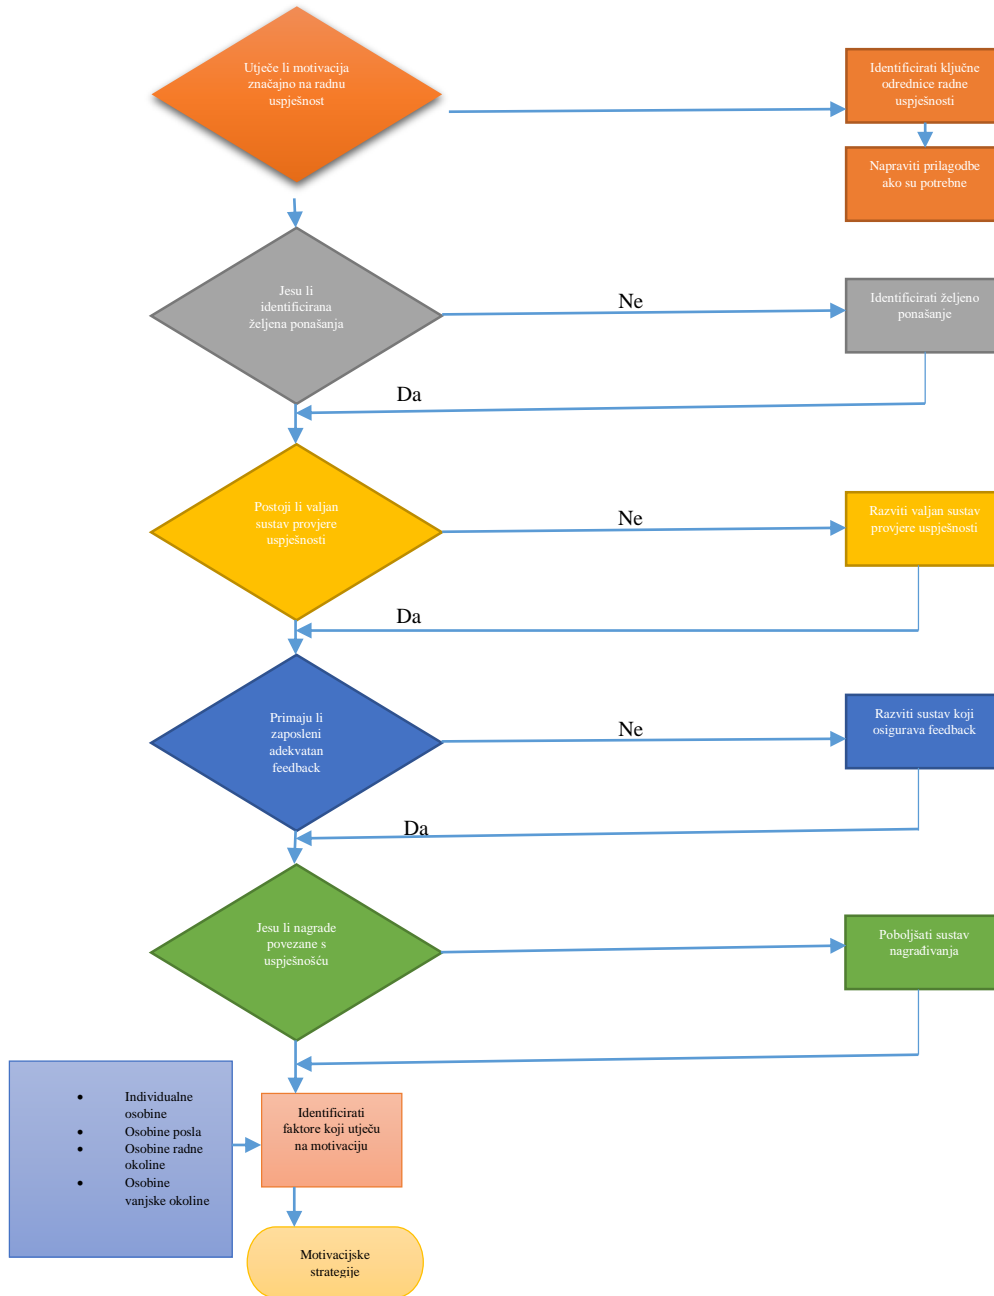 Utječe li motivacija
značajno na radnu
uspješnost
Identificirati ključne
odrednice radne
uspješnosti
Napraviti prilagodbe
ako su potrebne
Jesu li
identificirana
željena ponašanja
Ne
Identificirati željeno
ponašanje
Da
Postoji li valjan
sustav provjere
uspješnosti
Ne
Razviti valjan sustav
provjere uspješnosti
Da
Primaju li
zaposleni
adekvatan
feedback
Ne
Razviti sustav koji
osigurava feedback
Da
Jesu li nagrade
povezane s
uspješnošću
Poboljšati sustav
nagrađivanja
• Individualne
osobine
• Osobine posla
• Osobine radne
okoline
• Osobine
vanjske okoline
Identificirati
faktore koji utječu
na motivaciju
Motivacijske
strategije